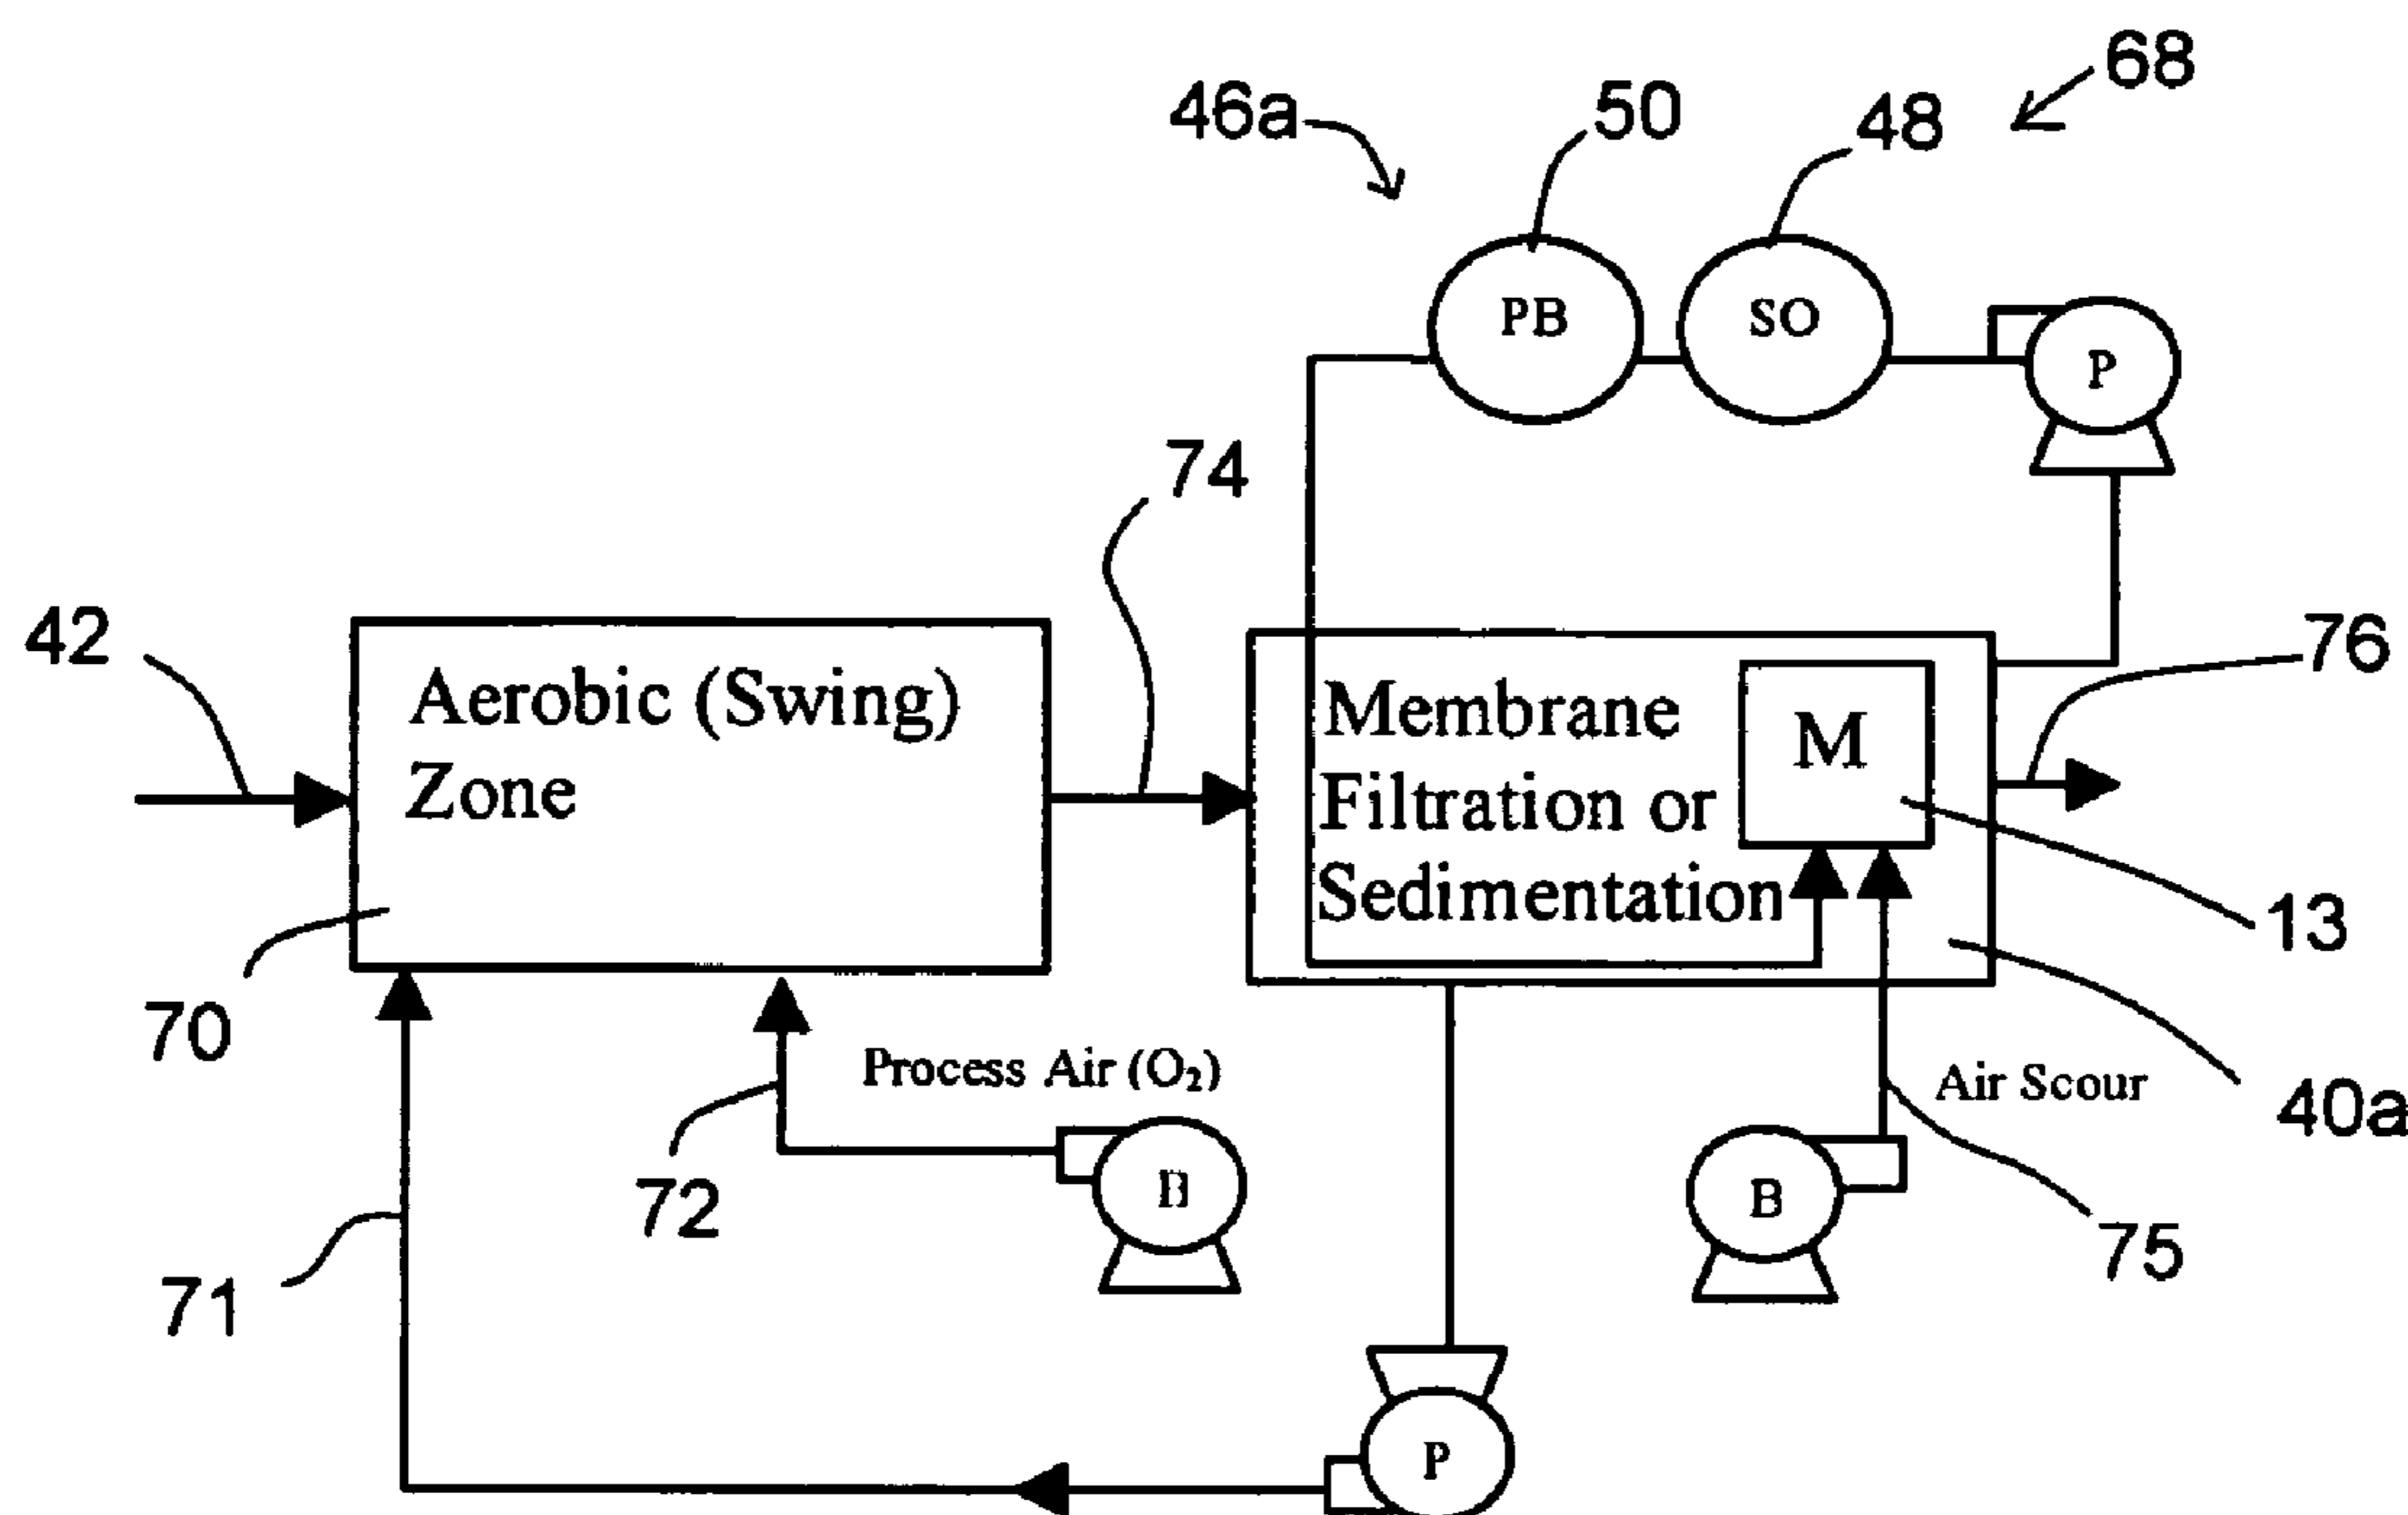 68
46a
50
48
PB
SO
P
74
42
76
Aerobic (Swing)
Zone
Membrane
Filtration or
Sedimentation
M
13
70
Process Air (O₂)
Air Scour
40a
72
B
B
75
71
P